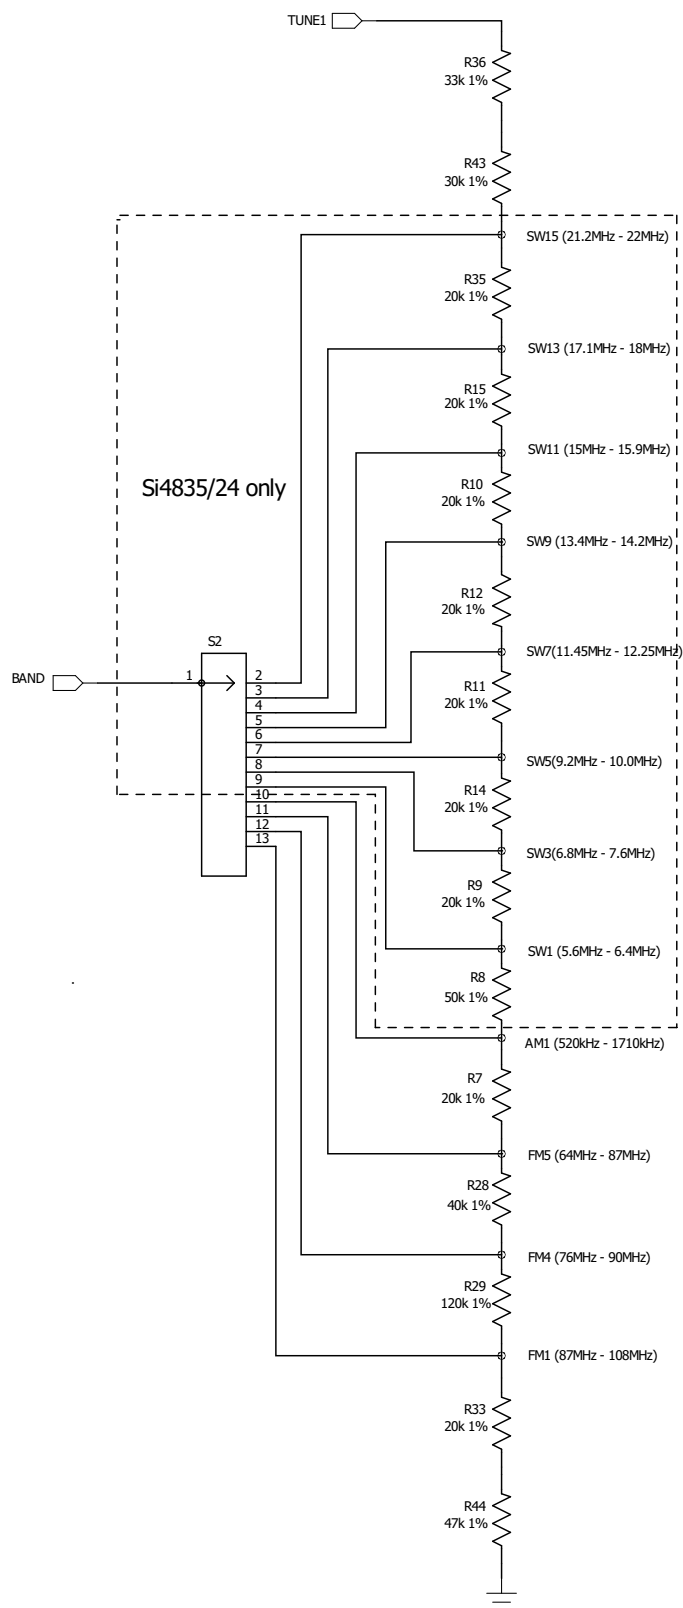 TUNE1
R36
33k 1%
R43
30k 1%
SW15 (21.2MHz - 22MHz)
R35
20k 1%
SW13 (17.1MHz - 18MHz)
R15
20k 1%
SW11 (15MHz - 15.9MHz)
Si4835/24 only
R10
20k 1%
SW9 (13.4MHz - 14.2MHz)
R12
20k 1%
S2
SW7(11.45MHz - 12.25MHz)
BAND
1
2
3
4
5
6
7
8
9
10
11
12
13
R11
20k 1%
SW5(9.2MHz - 10.0MHz)
R14
20k 1%
SW3(6.8MHz - 7.6MHz)
R9
20k 1%
SW1 (5.6MHz - 6.4MHz)
R8
50k 1%
AM1 (520kHz - 1710kHz)
R7
20k 1%
FM5 (64MHz - 87MHz)
R28
40k 1%
FM4 (76MHz - 90MHz)
R29
120k 1%
FM1 (87MHz - 108MHz)
R33
20k 1%
R44
47k 1%